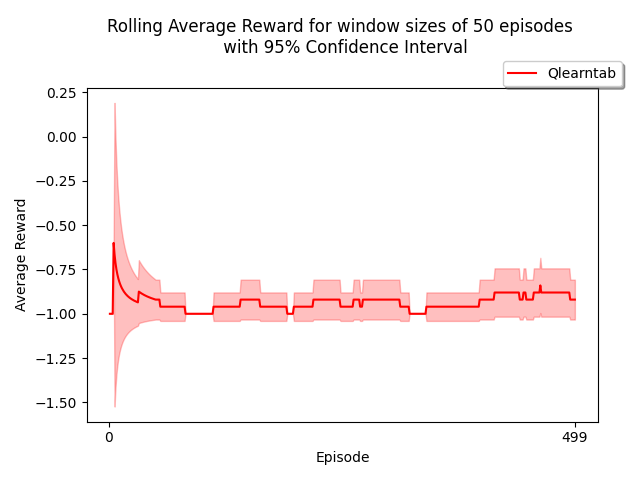 Rolling Average Reward for window sizes of 50 episodes
with 95% Confidence Interval
Qlearntab
Average Reward
0.25
0.00
−0.25
−0.50
−0.75
−1.00
−1.25
−1.50
0
499
Episode